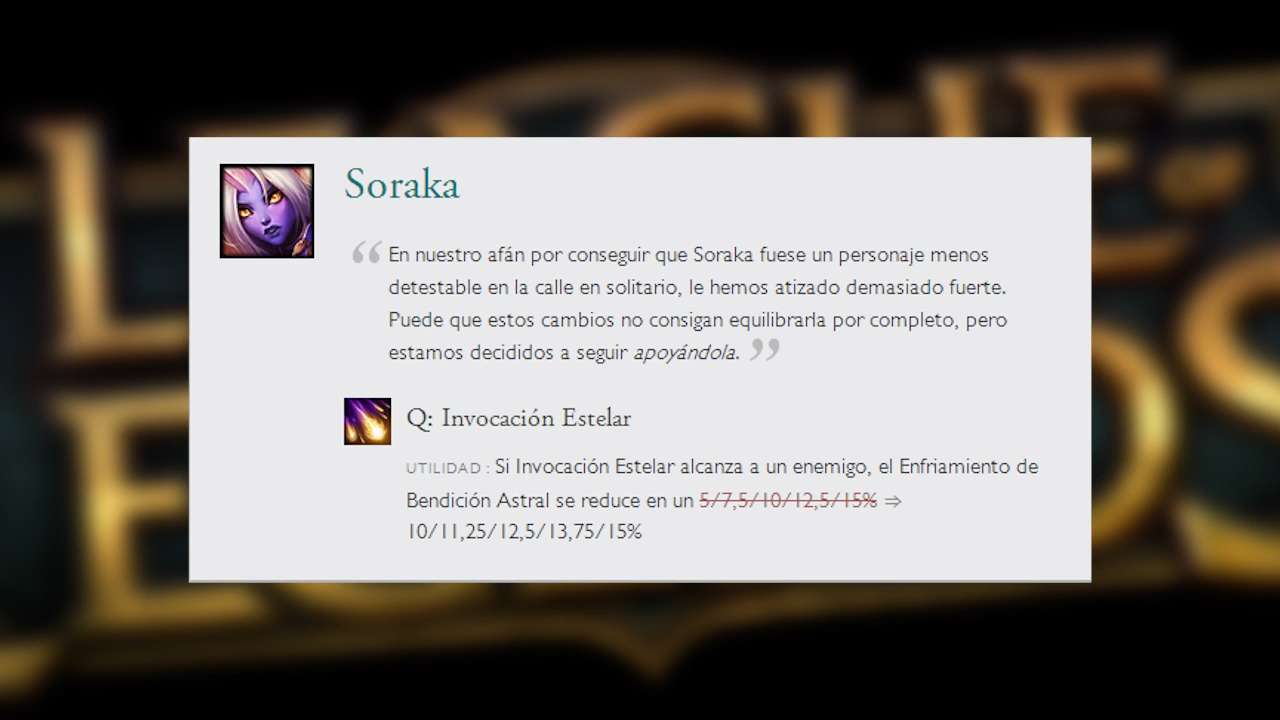 Soraka
“ En nuestro afán por conseguir que Soraka fuese un personaje menos
detestable en la calle en solitario, le hemos atizado demasiado fuerte.
Puede que estos cambios no consigan equilibrarla por completo, pero
estamos decididos a seguir apoyándola. ”
Q: Invocación Estelar
UTILIDAD : Si Invocación Estelar alcanza a un enemigo, el Enfriamiento de
Bendición Astral se reduce en un 5/7,5/10/12,5/15% ⇒
10/11,25/12,5/13,75/15%